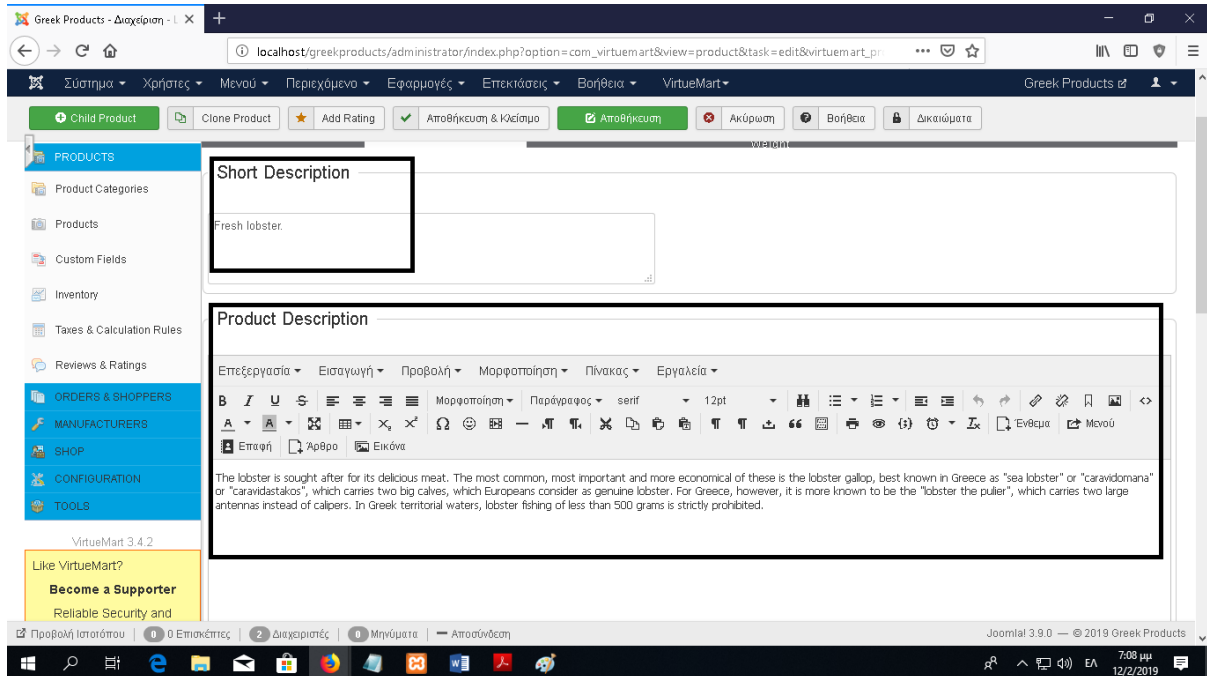 Greek Products - Διαχείριση - L
localhost/greekproducts/administrator/index.php?option=com_virtuemart&view=product&task=edit&virtuemart_pr
Σύστημα Χρήστες Μενού Περιεχόμενο Εφαρμογές Επεκτάσεις Βοήθεια VirtueMart Greek Products
Child Product Clone Product Add Rating Αποθήκευση & Κλείσιμο Αποθήκευση Ακύρωση Βοήθεια Δικαιώματα
Weight
PRODUCTS
Product Categories
Products
Custom Fields
Inventory
Taxes & Calculation Rules
Reviews & Ratings
ORDERS & SHOPPERS
MANUFACTURERS
SHOP
CONFIGURATION
TOOLS
VirtueMart 3.4.2
Like VirtueMart?
Become a Supporter
Reliable Security and
Short Description
Fresh lobster.
Product Description
Επεξεργασία Εισαγωγή Προβολή Μορφοποίηση Πίνακας Εργαλεία
B I U S Μορφοποίηση Παράγραφος serif 12pt
A A Ω Ένθεμα Μενού
Επαφή Άρθρο Εικόνα
The lobster is sought after for its delicious meat. The most common, most important and more economical of these is the lobster gallop, best known in Greece as "sea lobster" or "caravidomana"
or "caravidastakos", which carries two big calves, which Europeans consider as genuine lobster. For Greece, however, it is more known to be the "lobster the pulier", which carries two large
antennas instead of calipers. In Greek territorial waters, lobster fishing of less than 500 grams is strictly prohibited.
Προβολή Ιστοτόπου 0 0 Επισκέπτες 2 Διαχειριστές 0 Μηνύματα Αποσύνδεση Joomla! 3.9.0 — © 2019 Greek Products
ΕΛ 7:08 μμ
12/2/2019